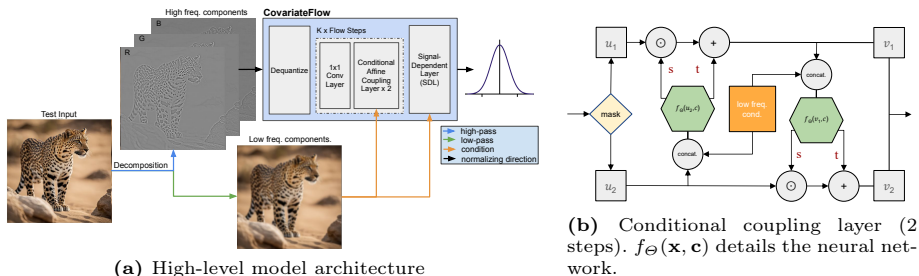 High freq. components
B
G
R
CovariateFlow
K x Flow Steps
Dequantize
1x1
Conv
Layer
Conditional
Affine
Coupling
Layer x 2
Signal-
Dependent
Layer
(SDL)
Test Input
Decomposition
Low freq. components.
high-pass
low-pass
condition
normalizing direction
(a) High-level model architecture
u₁
⊙
+
v₁
s
t
concat.
mask
fΘ(u₂,c)
low freq.
cond.
fΘ(v₁,c)
concat.
s
t
u₂
⊙
+
v₂
(b) Conditional coupling layer (2
steps). fΘ(x, c) details the neural net-
work.